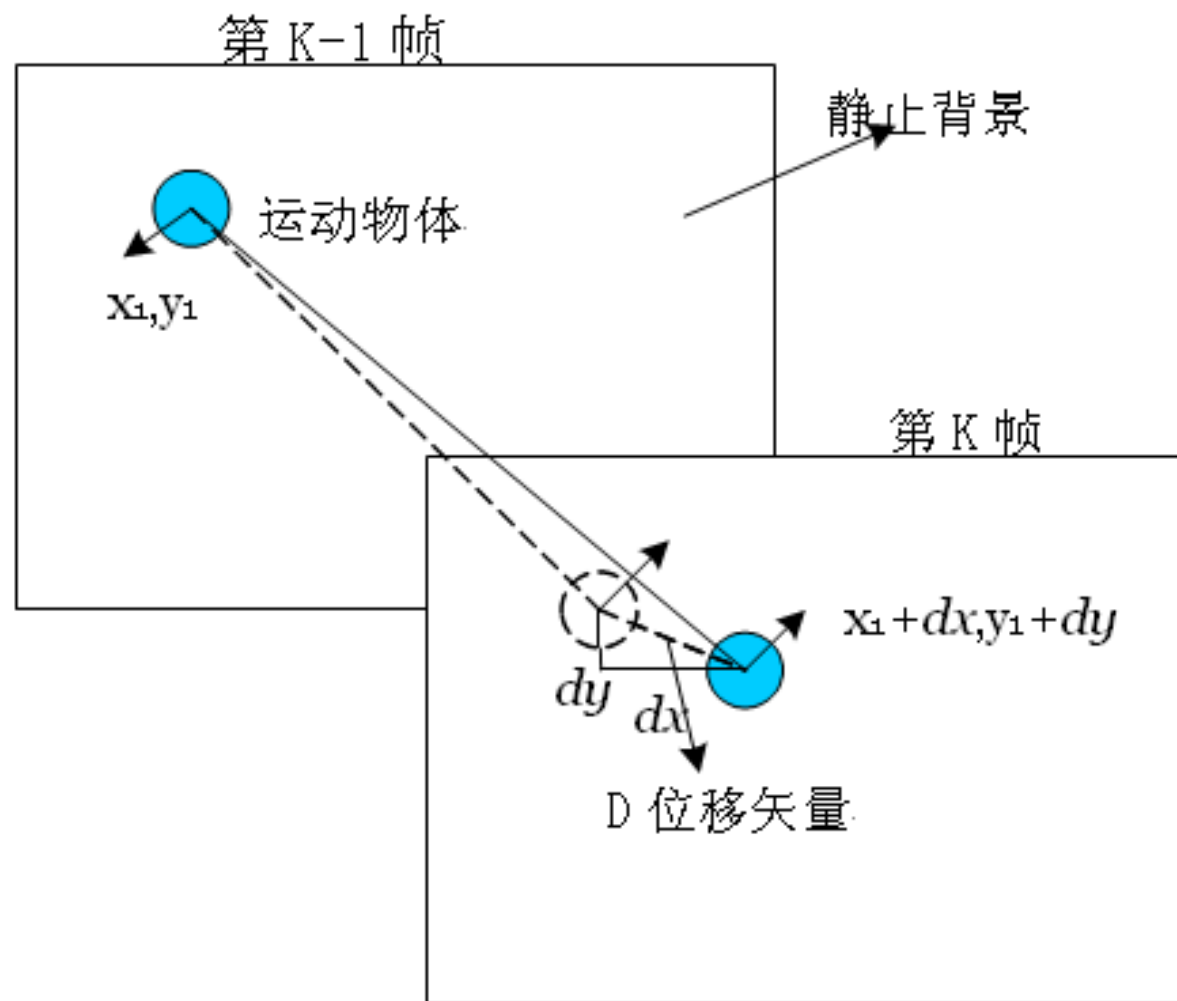 第 K-1 帧
静止背景
运动物体
x₁,y₁
第 K 帧
x₁+dx,y₁+dy
dy
dx
D 位移矢量